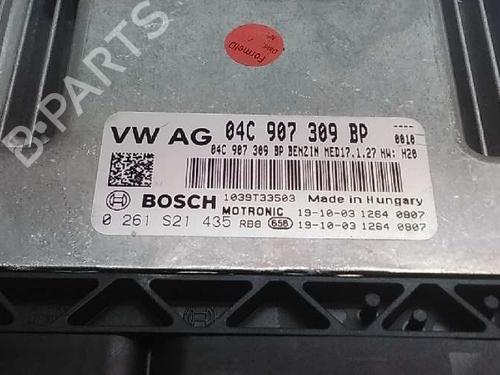 Formel D
VW AG 04C 907 309 BP
0010
04C 907 309 BP BENZIN MED17.1.27 HW: H20
BOSCH 1039T33503 Made in Hungary
MOTRONIC 19-10-03 1264 0807
0 261 S21 435 RB8 658 19-10-03 1264 0807
B-PARTS
B-PARTS